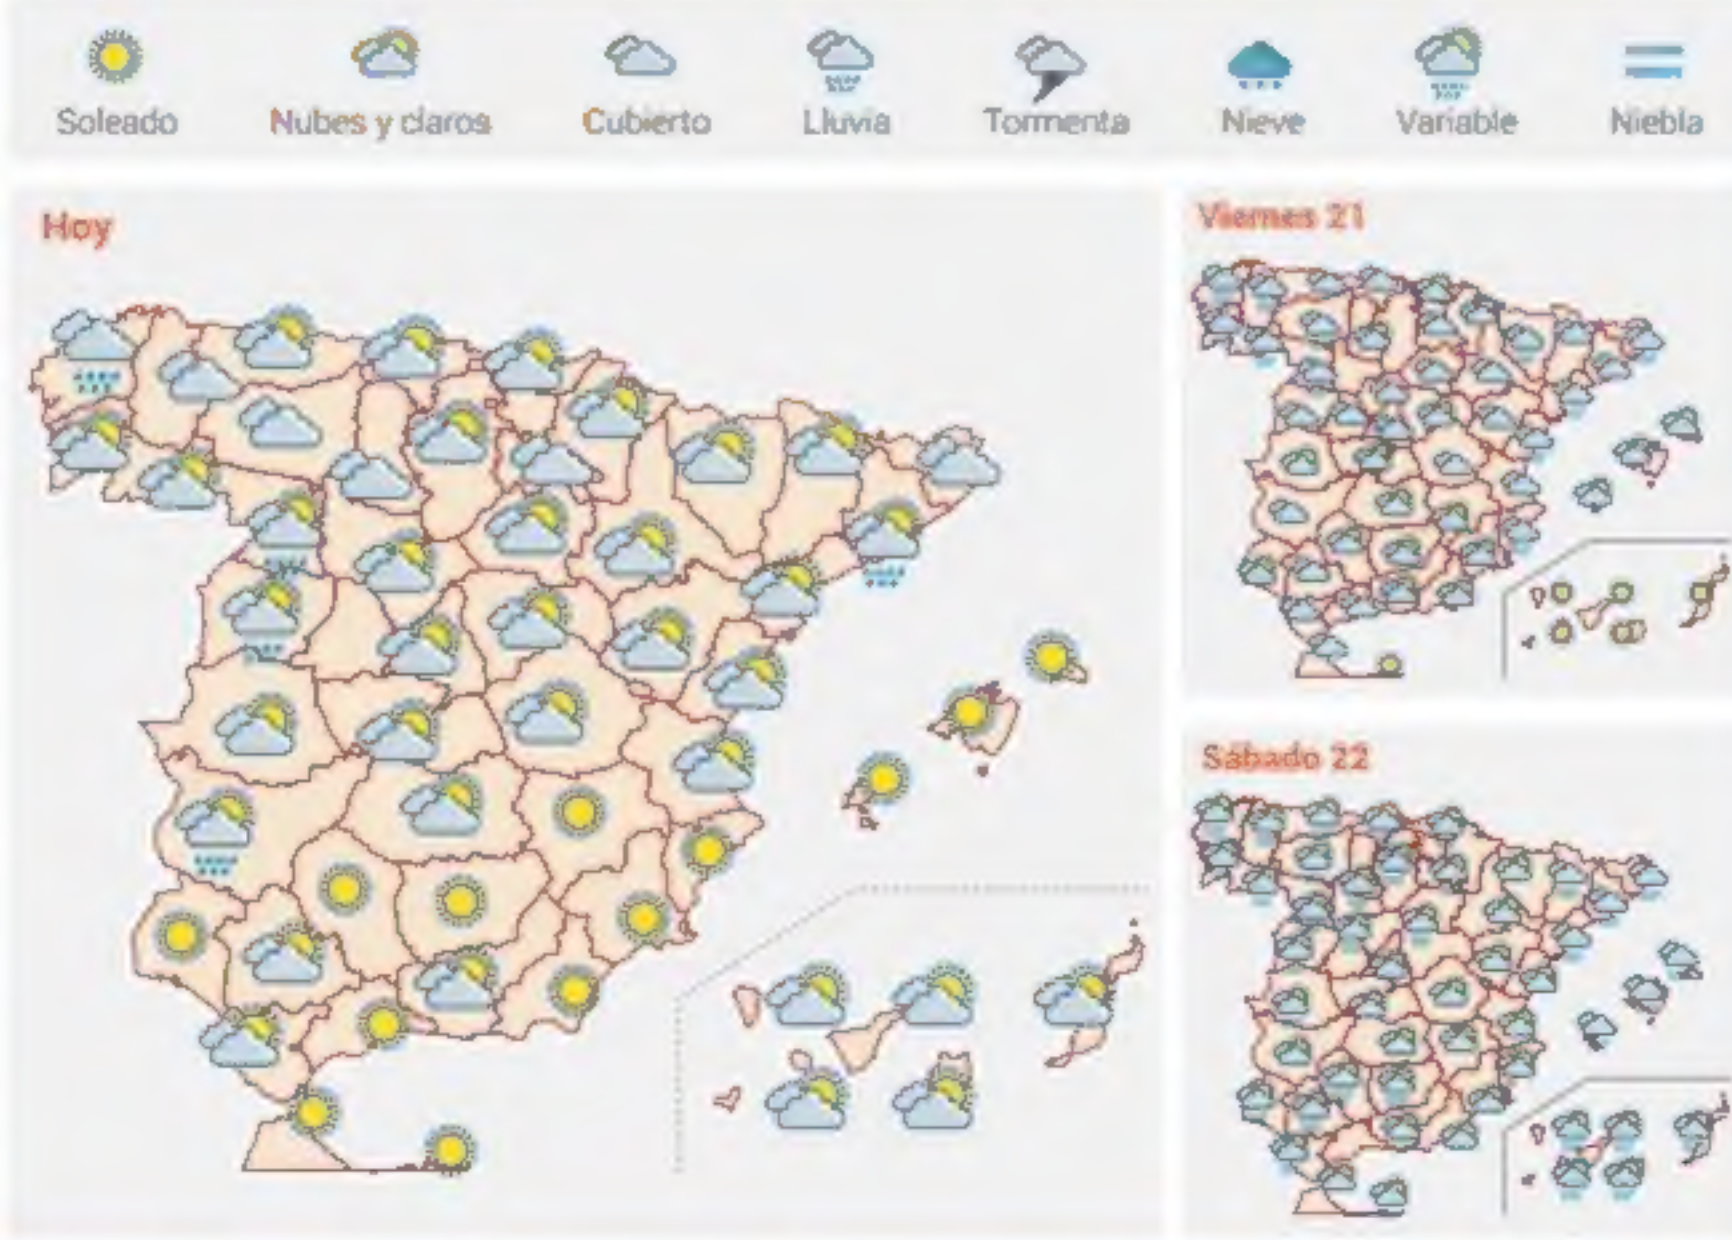 Soleado
Nubes y claros
Cubierto
Lluvia
Tormenta
Nieve
Variable
Niebla
Hoy
Viernes 21
Sábado 22